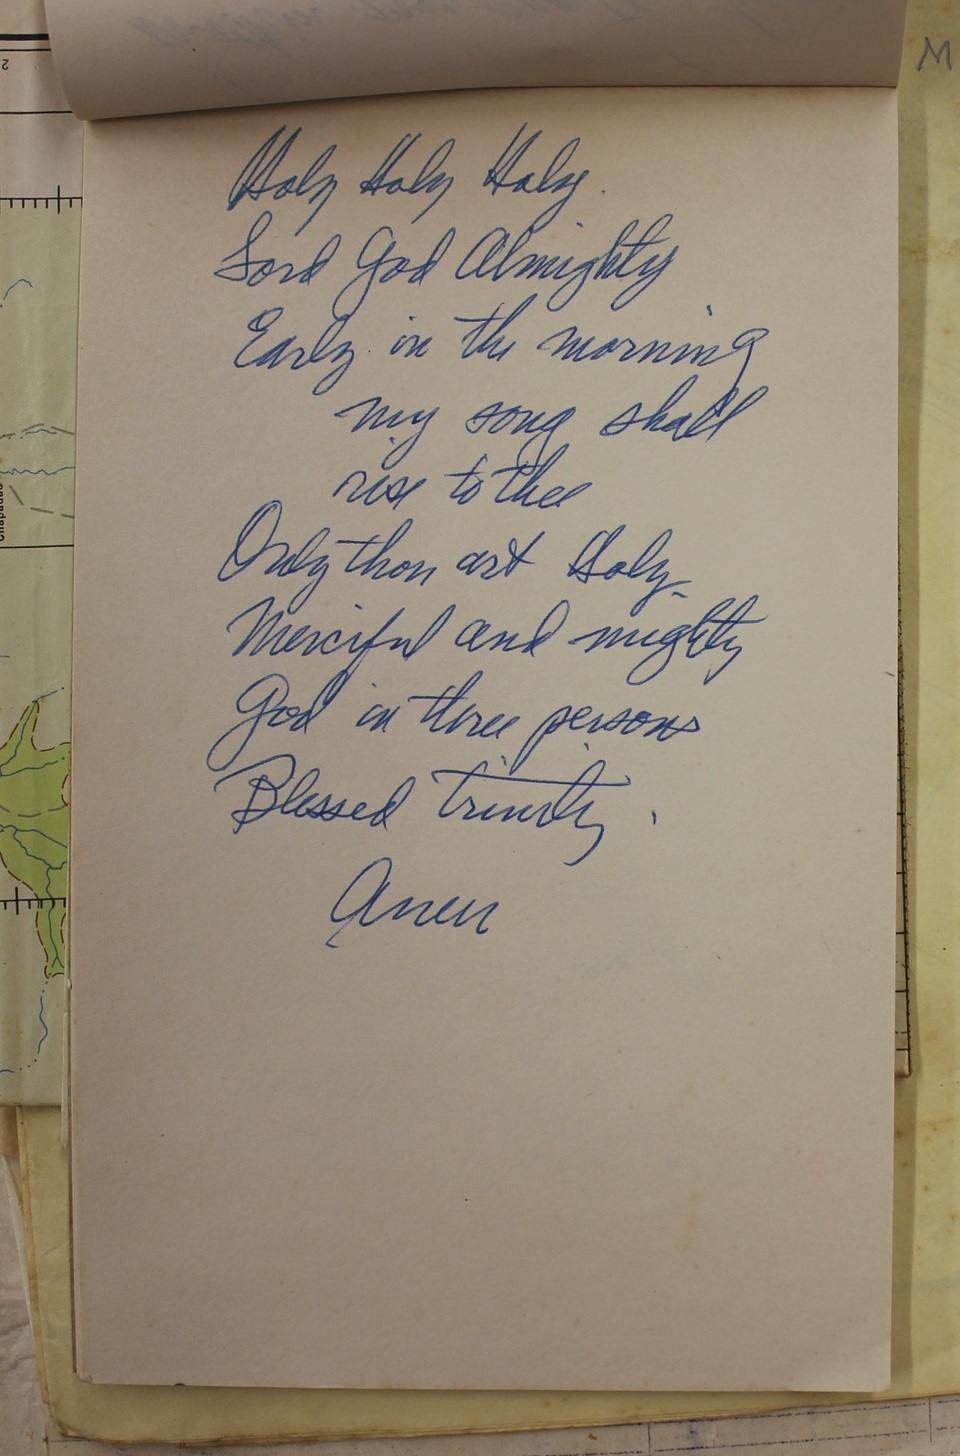 M
Holy Holy Holy.
Lord God Almighty
Early in the morning
my song shall
rise to thee
Only thou art Holy
Merciful and mighty
God in three persons
Blessed trinity.
Amen